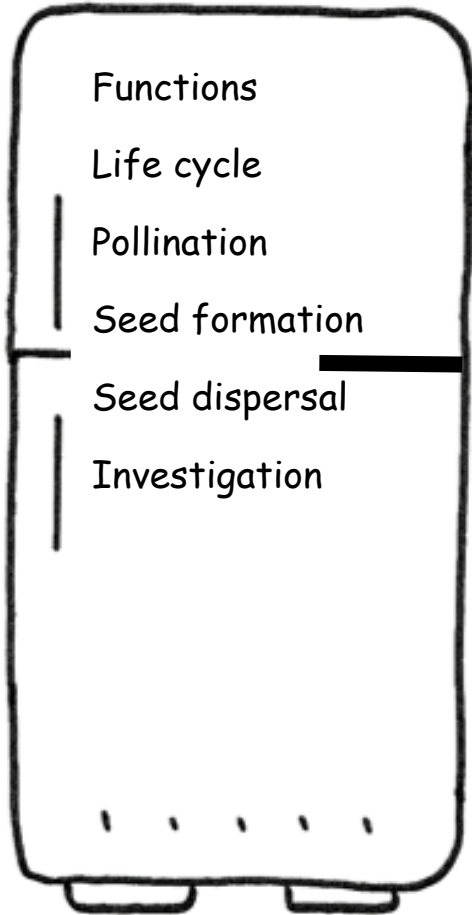 Functions
Life cycle
Pollination
Seed formation
Seed dispersal
Investigation